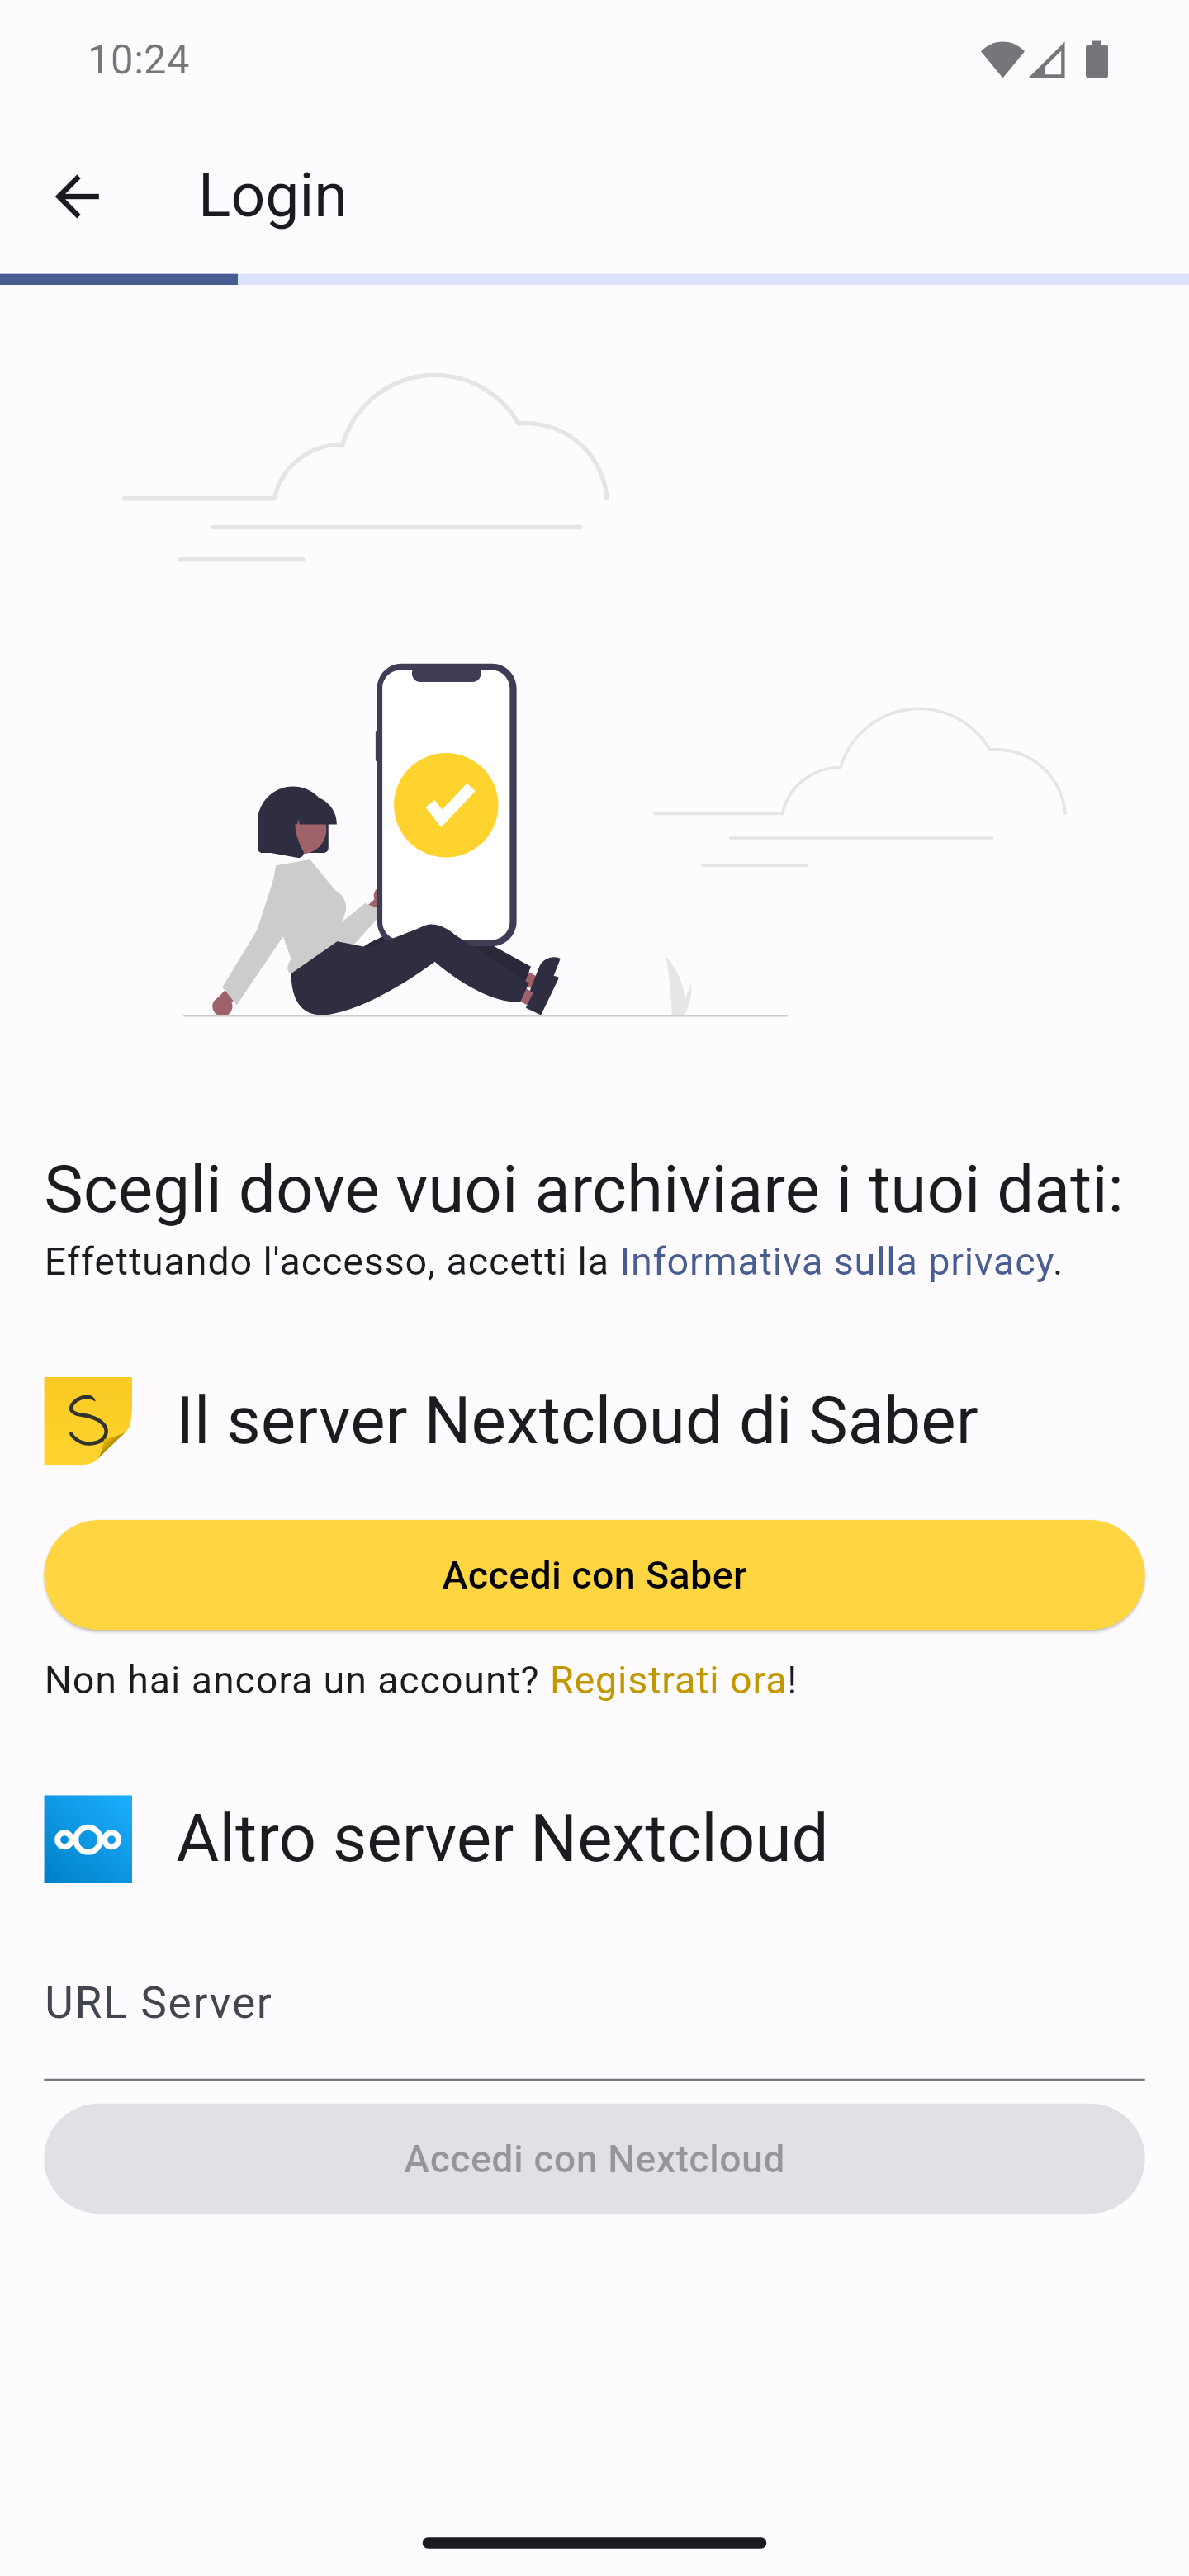 10:24
Login
Scegli dove vuoi archiviare i tuoi dati:
Effettuando l'accesso, accetti la Informativa sulla privacy.
S
Il server Nextcloud di Saber
Accedi con Saber
Non hai ancora un account? Registrati ora!
Altro server Nextcloud
URL Server
Accedi con Nextcloud